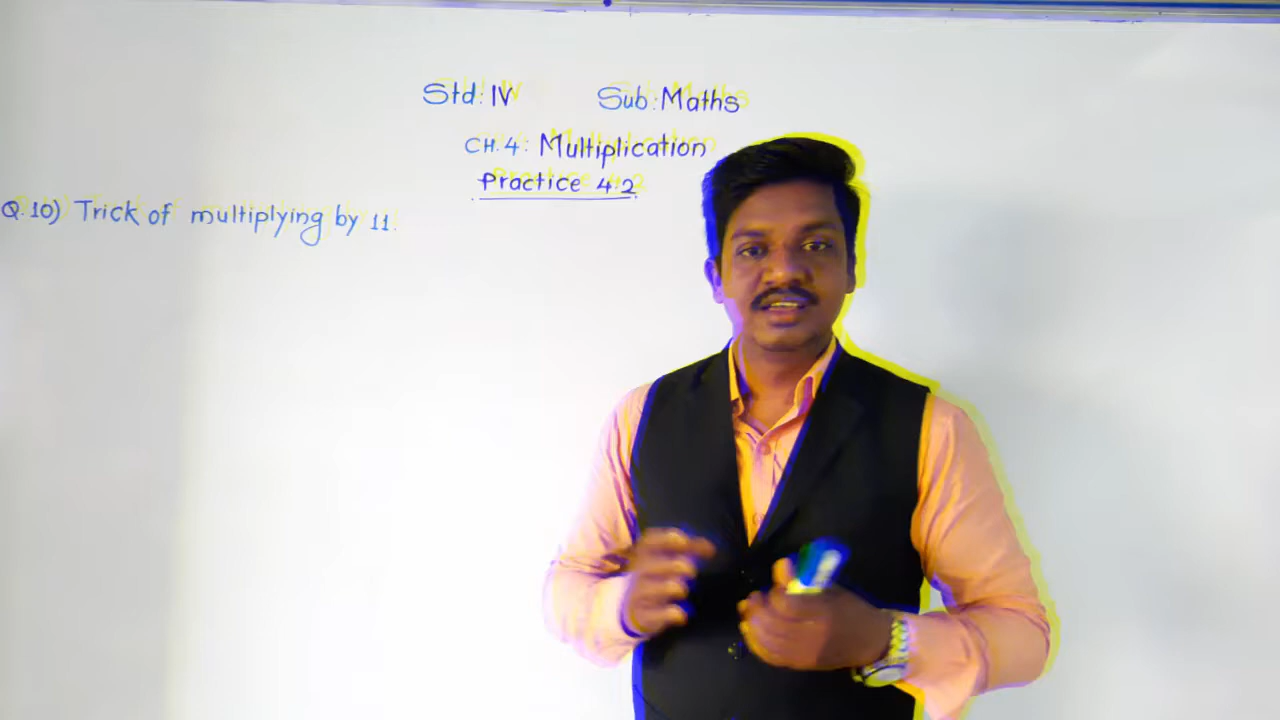 Std: IV Sub: Maths
CH. 4: Multiplication
Practice 4.2
Q.10) Trick of multiplying by 11.